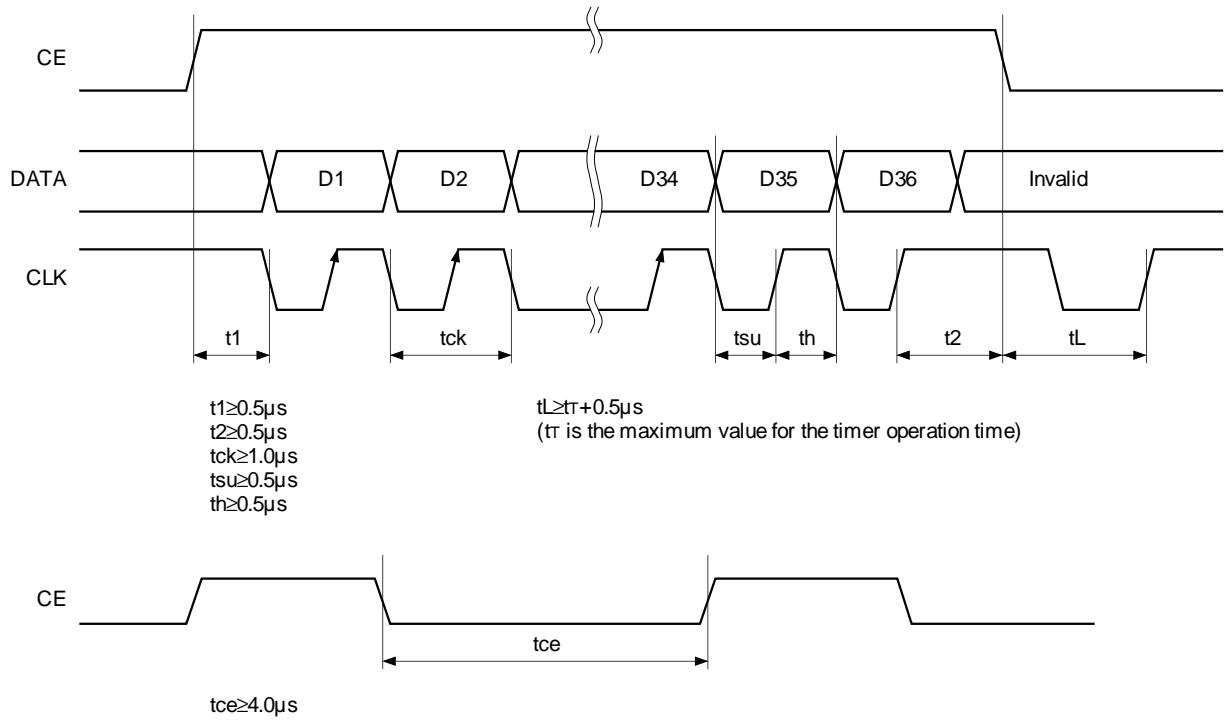 CE
DATA D1 D2 D34 D35 D36 Invalid
CLK
t1 tck tsu th t2 tL
t1≥0.5µs
t2≥0.5µs
tck≥1.0µs
tsu≥0.5µs
th≥0.5µs
tL≥tT+0.5µs
(tT is the maximum value for the timer operation time)
CE
tce
tce≥4.0µs